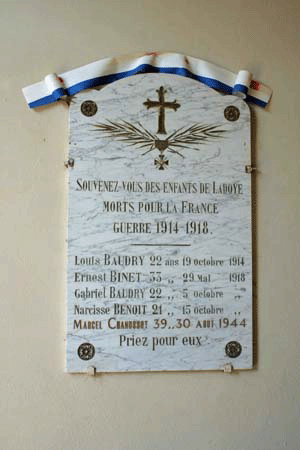 SOUVENEZ-VOUS DES ENFANTS DE LADOYE
MORTS POUR LA FRANCE
GUERRE 1914-1918.
Louis BAUDRY 22 ans 19 Octobre 1914
Ernest BINET 33 ,, 29 Mai 1918
Gabriel BAUDRY 22 ,, 5 Octobre ,,
Narcisse BENOIT 21 ,, 15 Octobre ,,
MARCEL CHAUSSOT 39 ,, 30 AOUT 1944
Priez pour eux